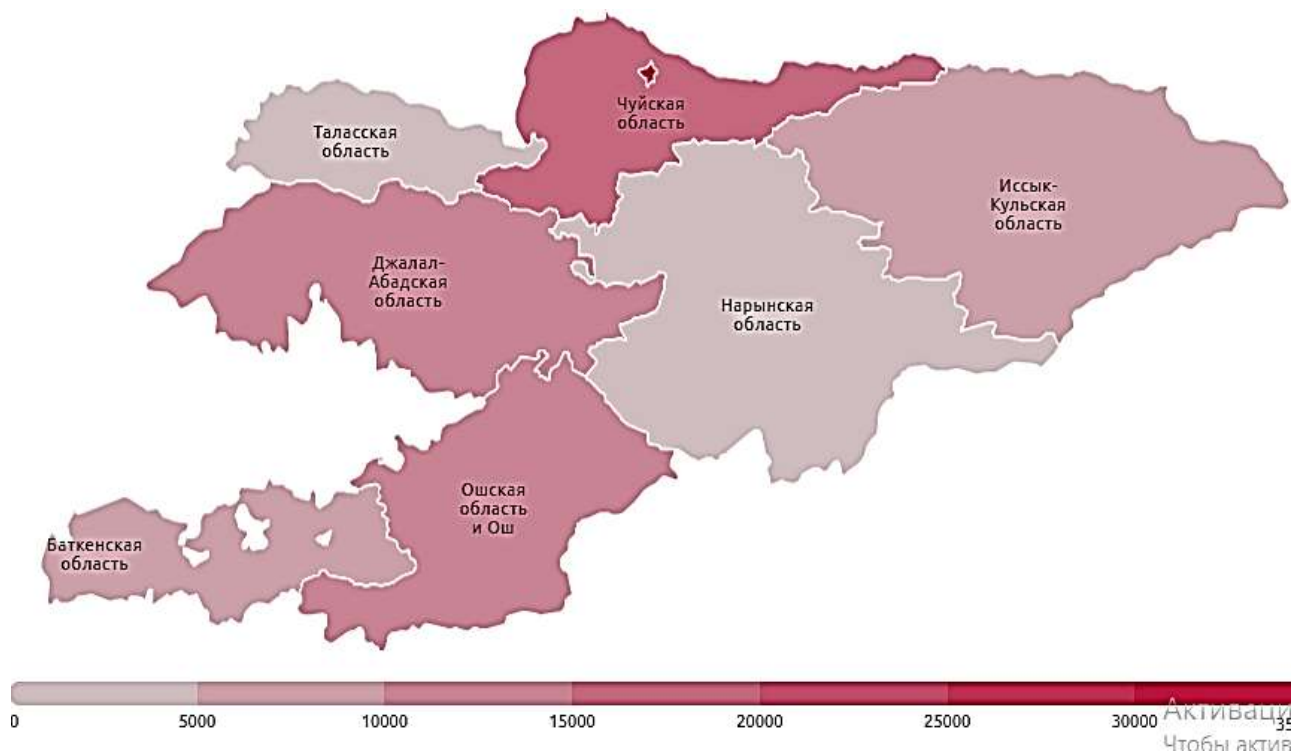 Чуйская
область
Таласская
область
Иссык-
Кульская
область
Джалал-
Абадская
область
Нарынская
область
Ошская
область
и Ош
Баткенская
область
0 5000 10000 15000 20000 25000 30000 35
Активаци
Чтобы актив